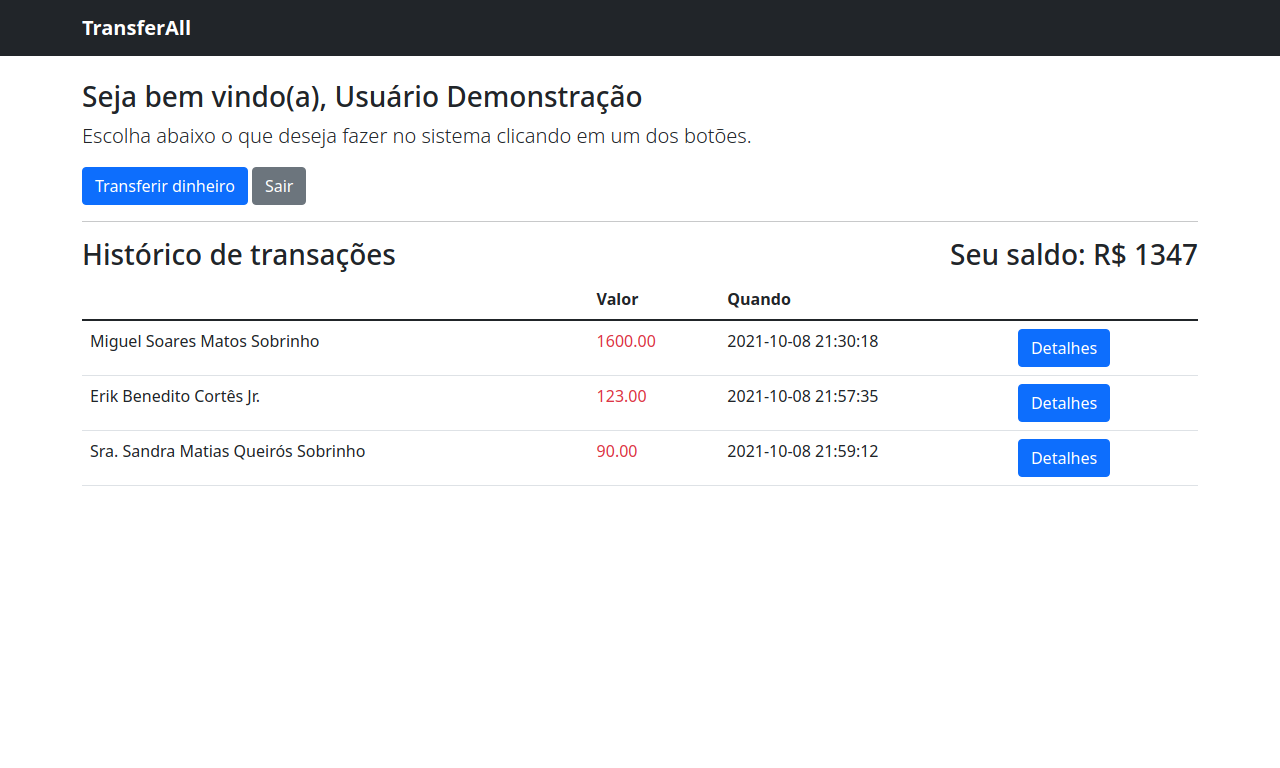 TransferAll
Seja bem vindo(a), Usuário Demonstração
Escolha abaixo o que deseja fazer no sistema clicando em um dos botões.
Transferir dinheiro Sair
Histórico de transações Seu saldo: R$ 1347
Valor Quando
Miguel Soares Matos Sobrinho 1600.00 2021-10-08 21:30:18 Detalhes
Erik Benedito Cortês Jr. 123.00 2021-10-08 21:57:35 Detalhes
Sra. Sandra Matias Queirós Sobrinho 90.00 2021-10-08 21:59:12 Detalhes